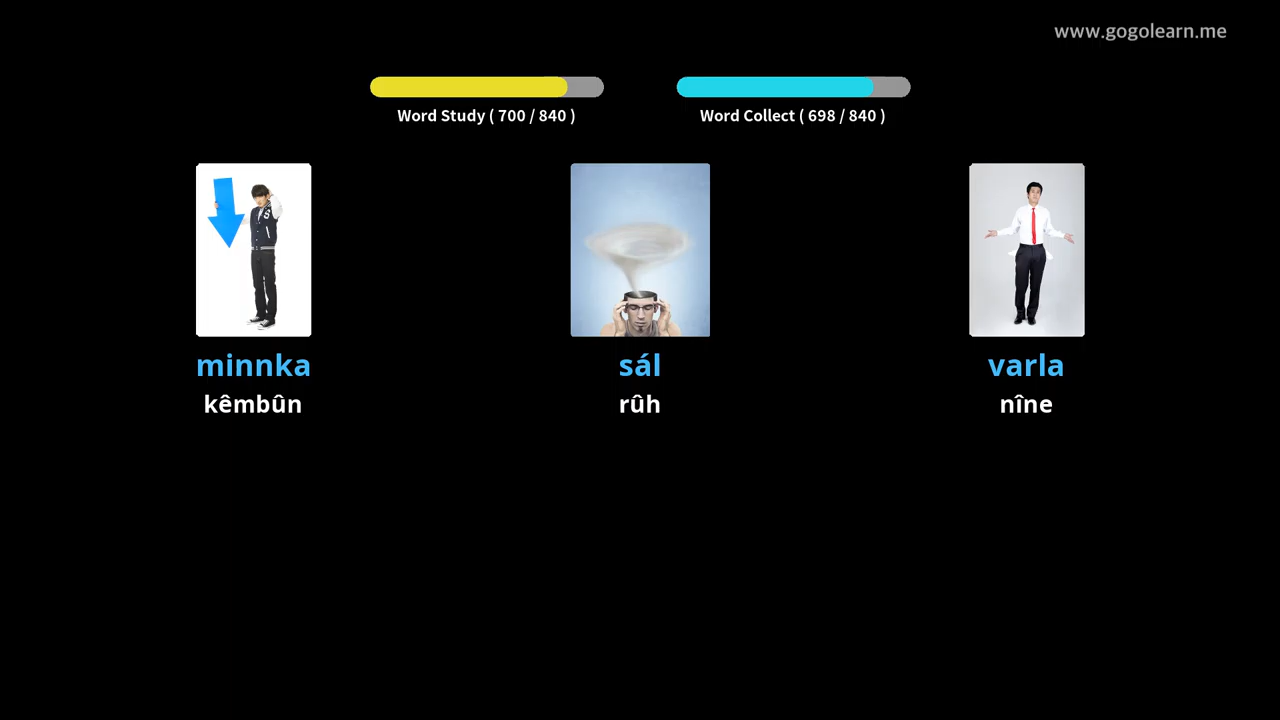 www.gogolearn.me
Word Study ( 700 / 840 )
Word Collect ( 698 / 840 )
S
minnka
sál
varla
kêmbûn
rûh
nîne